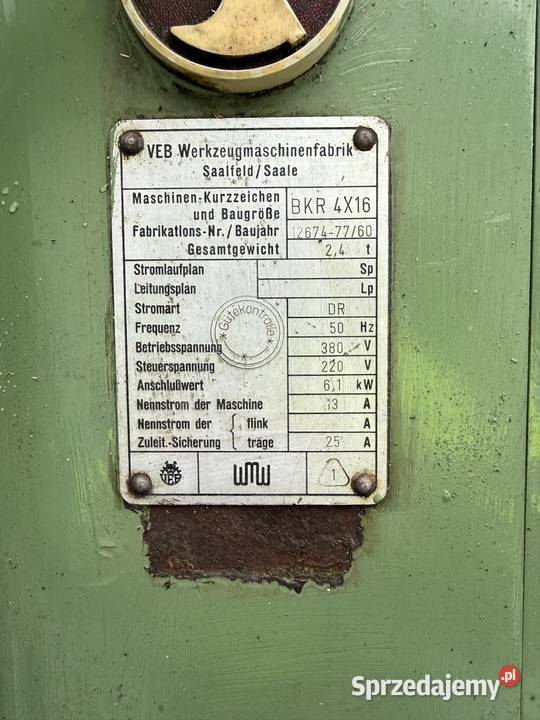 VEB Werkzeugmaschinenfabrik
Saalfeld/Saale
Maschinen-Kurzzeichen
und Baugröße BKR 4X16
Fabrikations-Nr./Baujahr 12674-77/60
Gesamtgewicht 2,4 t
Stromlaufplan Sp
Leitungsplan Lp
Stromart DR
Frequenz 50 Hz
Betriebsspannung 380 V
Steuerspannung 220 V
Anschlußwert 6,1 kW
Nennstrom der Maschine 13 A
Nennstrom der flink A
Zuleit.-Sicherung träge 25 A
Gütekontrolle
VEB WMW 1
Sprzedajemy.pl